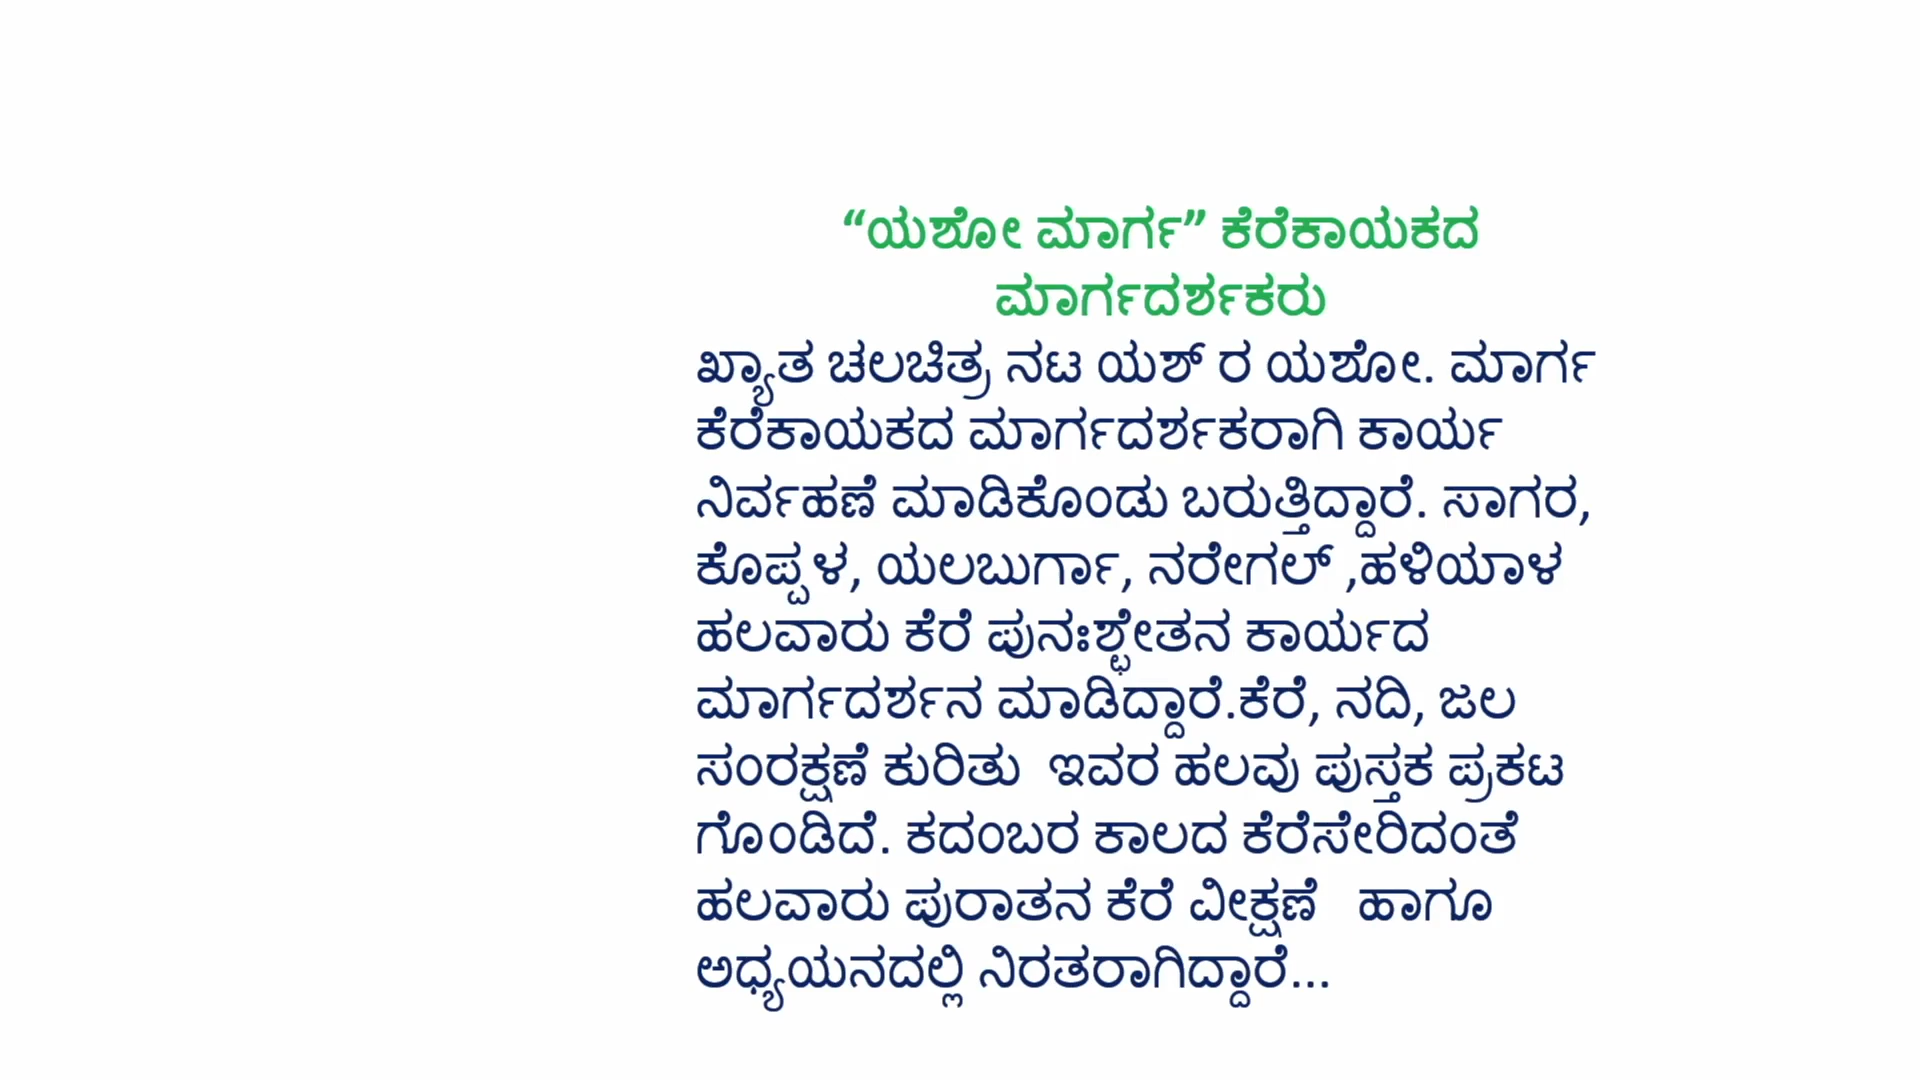 “ಯಶೋ ಮಾರ್ಗ” ಕೆರೆಕಾಯಕದ
ಮಾರ್ಗದರ್ಶಕರು
ಖ್ಯಾತ ಚಲಚಿತ್ರ ನಟ ಯಶ್ ರ ಯಶೋ. ಮಾರ್ಗ
ಕೆರೆಕಾಯಕದ ಮಾರ್ಗದರ್ಶಕರಾಗಿ ಕಾರ್ಯ
ನಿರ್ವಹಣೆ ಮಾಡಿಕೊಂಡು ಬರುತ್ತಿದ್ದಾರೆ. ಸಾಗರ,
ಕೊಪ್ಪಳ, ಯಲಬುರ್ಗಾ, ನರೇಗಲ್ ,ಹಳಿಯಾಳ
ಹಲವಾರು ಕೆರೆ ಪುನಃಶ್ಛೇತನ ಕಾರ್ಯದ
ಮಾರ್ಗದರ್ಶನ ಮಾಡಿದ್ದಾರೆ.ಕೆರೆ, ನದಿ, ಜಲ
ಸಂರಕ್ಷಣೆ ಕುರಿತು  ಇವರ ಹಲವು ಪುಸ್ತಕ ಪ್ರಕಟ
ಗೊಂಡಿದೆ. ಕದಂಬರ ಕಾಲದ ಕೆರೆಸೇರಿದಂತೆ
ಹಲವಾರು ಪುರಾತನ ಕೆರೆ ವೀಕ್ಷಣೆ   ಹಾಗೂ
ಅಧ್ಯಯನದಲ್ಲಿ ನಿರತರಾಗಿದ್ದಾರೆ...